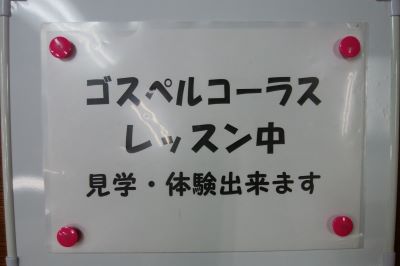 ゴスペルコーラス
レッスン中
見学・体験出来ます